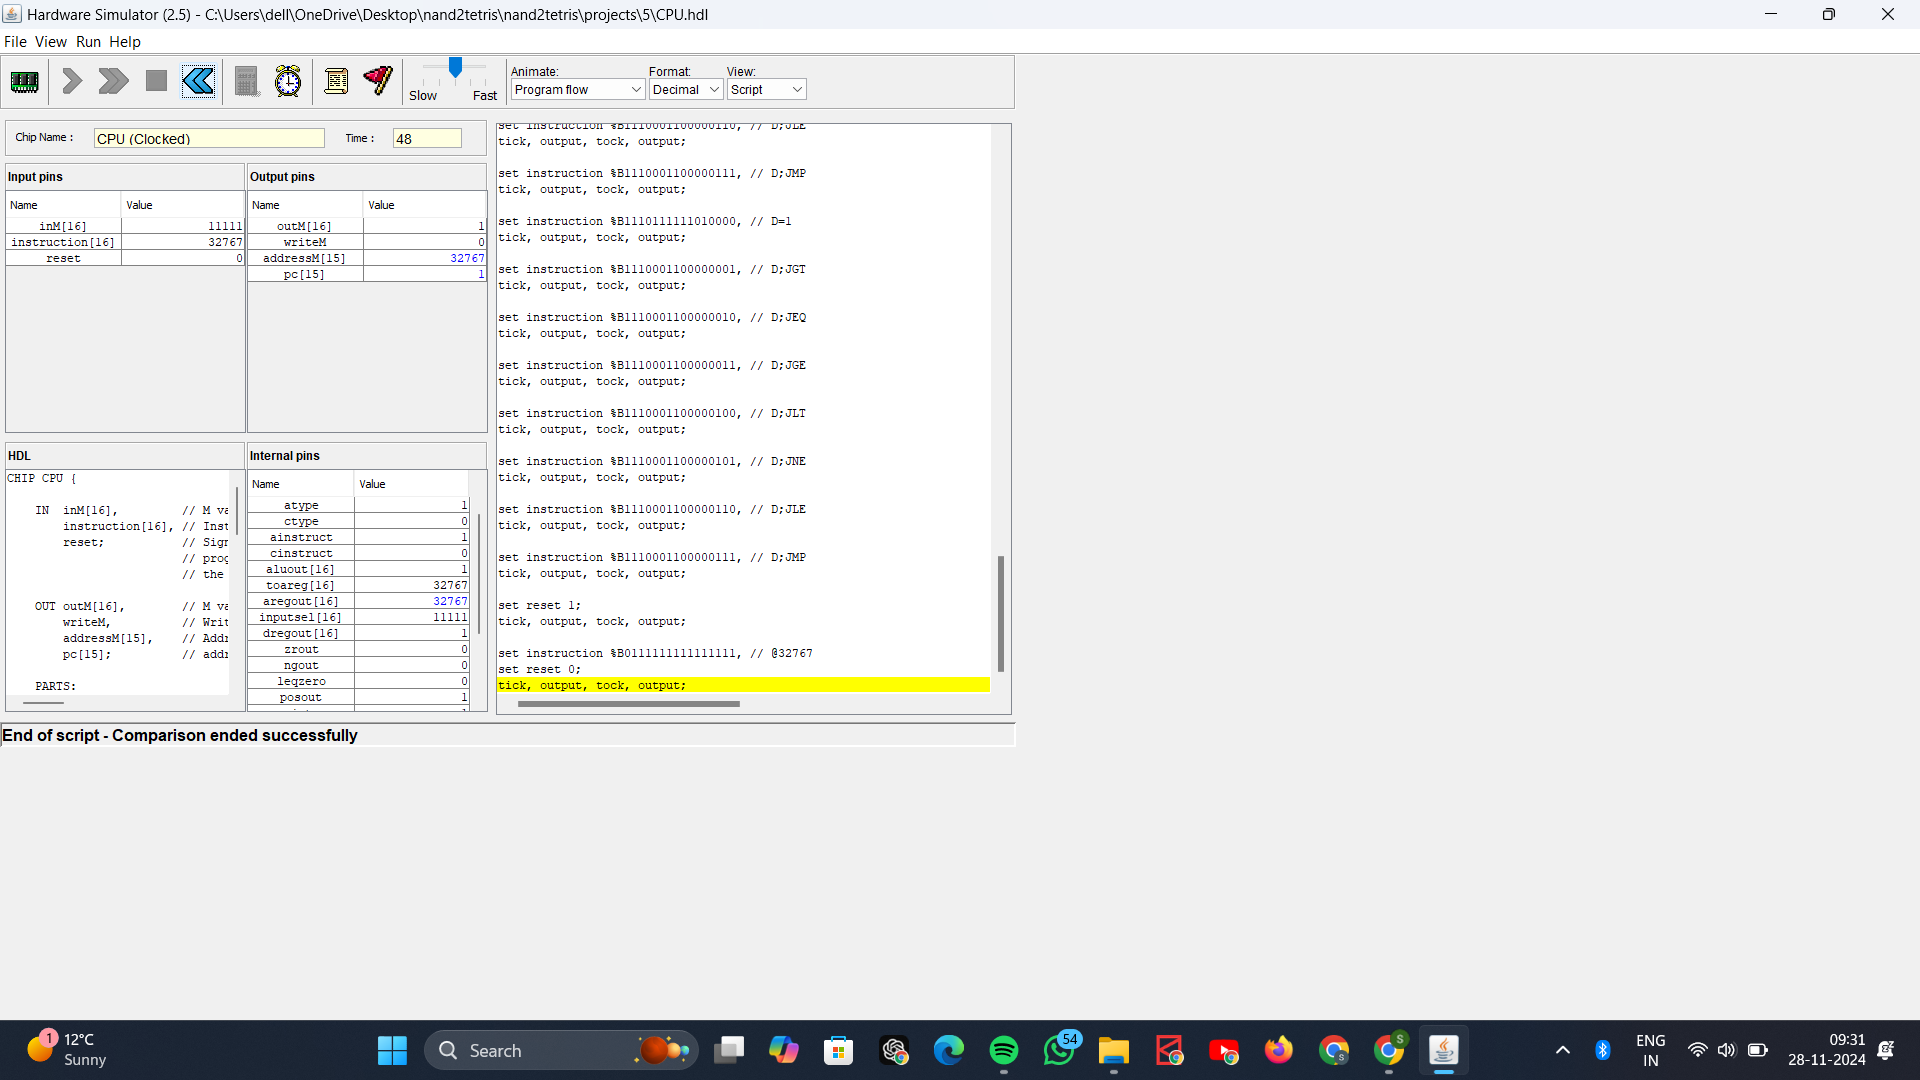 Hardware Simulator (2.5) - C:\Users\dell\OneDrive\Desktop\nand2tetris\nand2tetris\projects\5\CPU.hdl
File View Run Help
Slow Fast
Animate: Format: View:
Program flow Decimal Script
Chip Name : CPU (Clocked) Time : 48
Input pins
Name Value
inM[16] 11111
instruction[16] 32767
reset 0
Output pins
Name Value
outM[16] 1
writeM 0
addressM[15] 32767
pc[15] 1
HDL
CHIP CPU {
IN inM[16], // M va
instruction[16], // Inst
reset; // Sign
// prog
// the
OUT outM[16], // M va
writeM, // Writ
addressM[15], // Addr
pc[15]; // addr
PARTS:
Internal pins
Name Value
atype 1
ctype 0
ainstruct 1
cinstruct 0
aluout[16] 1
toareg[16] 32767
aregout[16] 32767
inputsel[16] 11111
dregout[16] 1
zrout 0
ngout 0
leqzero 0
posout 1
set instruction %B1110001100000110, // D;JLE
tick, output, tock, output;
set instruction %B1110001100000111, // D;JMP
tick, output, tock, output;
set instruction %B1110111111010000, // D=1
tick, output, tock, output;
set instruction %B1110001100000001, // D;JGT
tick, output, tock, output;
set instruction %B1110001100000010, // D;JEQ
tick, output, tock, output;
set instruction %B1110001100000011, // D;JGE
tick, output, tock, output;
set instruction %B1110001100000100, // D;JLT
tick, output, tock, output;
set instruction %B1110001100000101, // D;JNE
tick, output, tock, output;
set instruction %B1110001100000110, // D;JLE
tick, output, tock, output;
set instruction %B1110001100000111, // D;JMP
tick, output, tock, output;
set reset 1;
tick, output, tock, output;
set instruction %B0111111111111111, // @32767
set reset 0;
tick, output, tock, output;
End of script - Comparison ended successfully
1
12°C
Sunny
Search
54
S
S
ENG
IN
09:31
28-11-2024